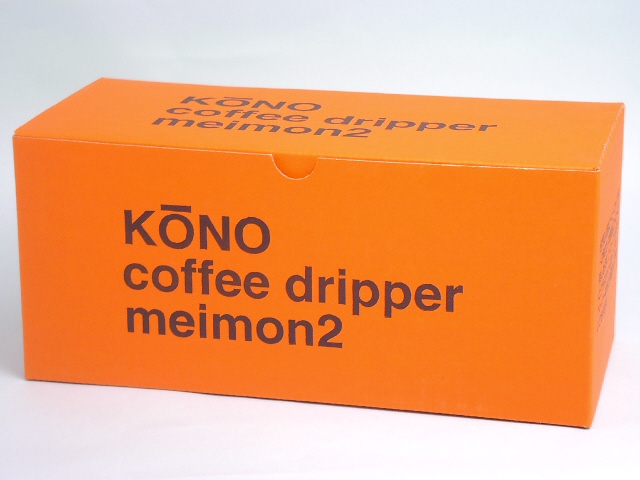 KŌNO
coffee dripper
meimon2
KŌNO
coffee dripper
meimon2